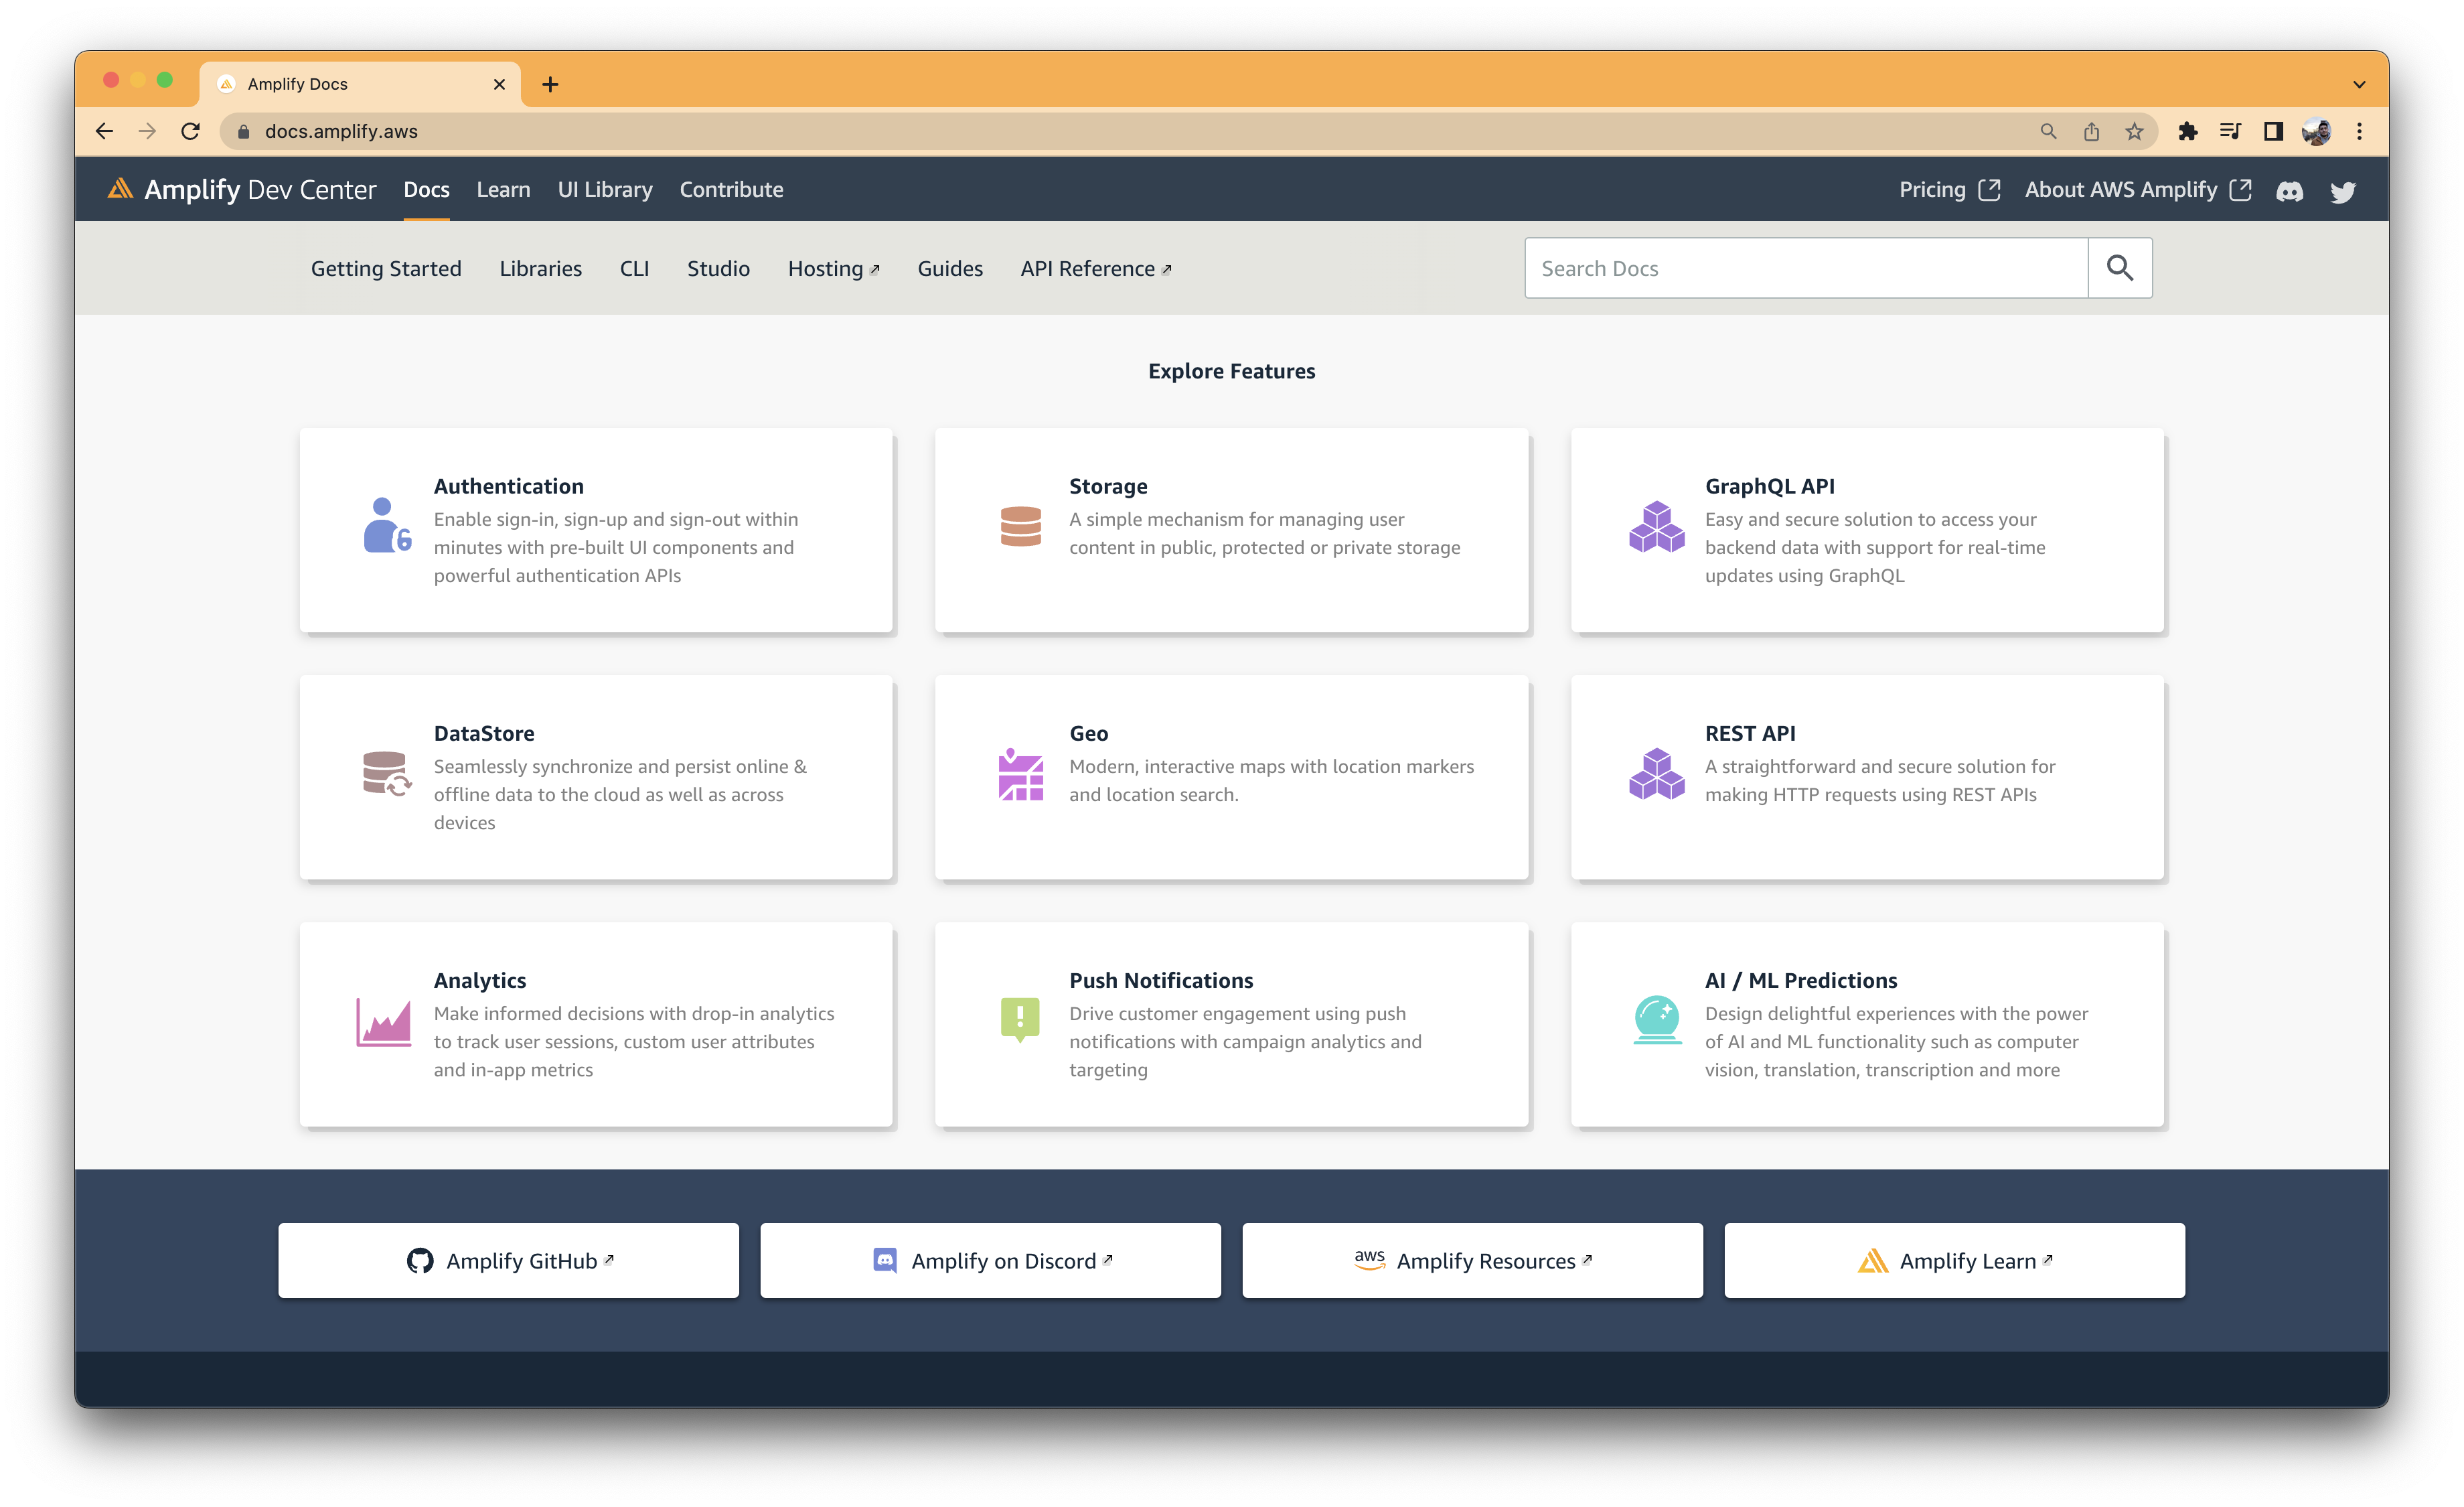 Amplify Docs
docs.amplify.aws
Amplify Dev Center Docs Learn UI Library Contribute Pricing About AWS Amplify
Getting Started Libraries CLI Studio Hosting Guides API Reference Search Docs
Explore Features
Authentication
Enable sign-in, sign-up and sign-out within
minutes with pre-built UI components and
powerful authentication APIs
Storage
A simple mechanism for managing user
content in public, protected or private storage
GraphQL API
Easy and secure solution to access your
backend data with support for real-time
updates using GraphQL
DataStore
Seamlessly synchronize and persist online &
offline data to the cloud as well as across
devices
Geo
Modern, interactive maps with location markers
and location search.
REST API
A straightforward and secure solution for
making HTTP requests using REST APIs
Analytics
Make informed decisions with drop-in analytics
to track user sessions, custom user attributes
and in-app metrics
Push Notifications
Drive customer engagement using push
notifications with campaign analytics and
targeting
AI / ML Predictions
Design delightful experiences with the power
of AI and ML functionality such as computer
vision, translation, transcription and more
Amplify GitHub
Amplify on Discord
aws Amplify Resources
Amplify Learn